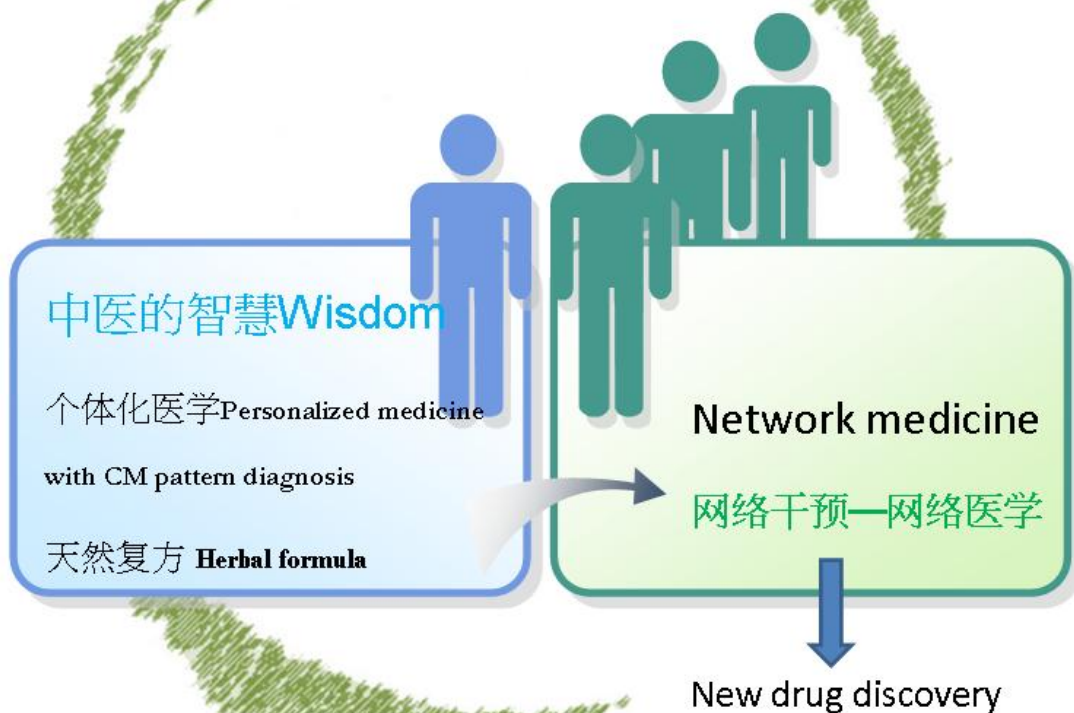 中医的智慧Wisdom
个体化医学Personalized medicine
with CM pattern diagnosis
天然复方 Herbal formula
Network medicine
网络干预—网络医学
New drug discovery